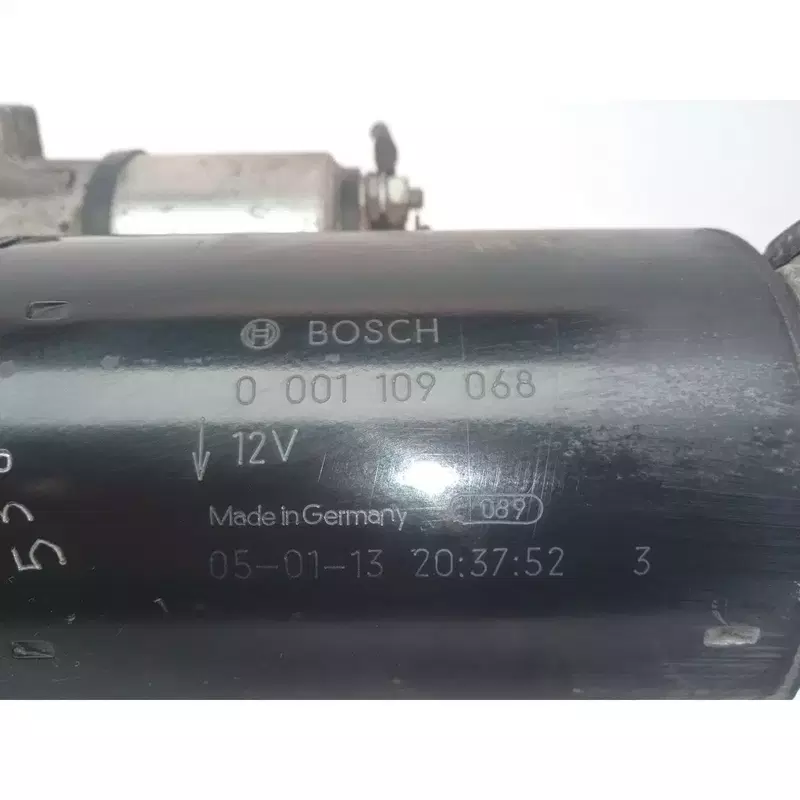 BOSCH
0 001 109 068
12V
Made in Germany 089
05-01-13 20:37:52 3